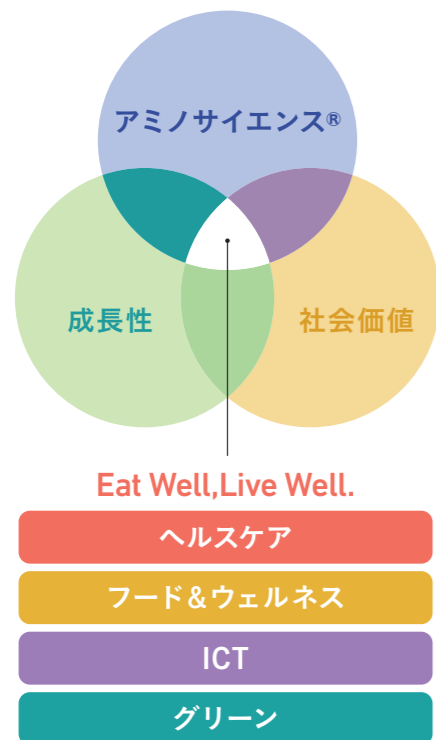 アミノサイエンス®
成長性
社会価値
Eat Well,Live Well.
ヘルスケア
フード＆ウェルネス
ICT
グリーン